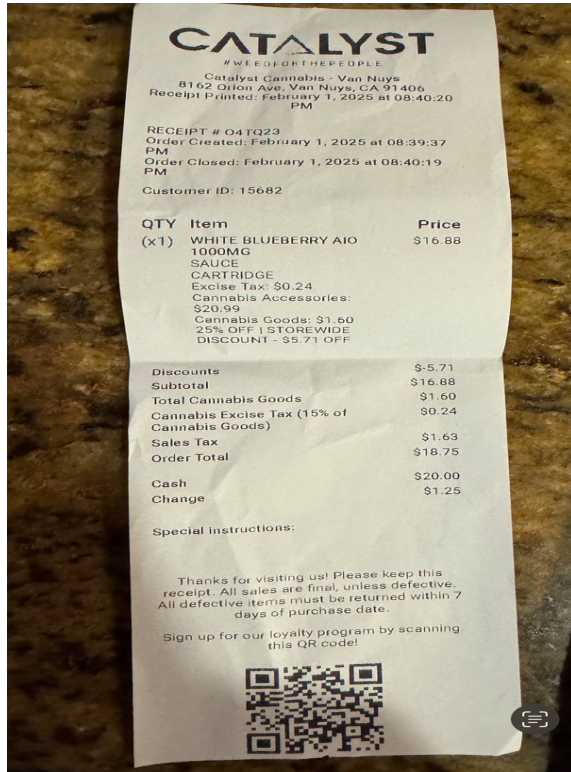 CATALYST
#WEEDFORTHEPEOPLE
Catalyst Cannabis - Van Nuys
8162 Orion Ave, Van Nuys, CA 91406
Receipt Printed: February 1, 2025 at 08:40:20
PM
RECEIPT # O4TQ23
Order Created: February 1, 2025 at 08:39:37
PM
Order Closed: February 1, 2025 at 08:40:19
PM
Customer ID: 15682
QTY Item Price
(x1) WHITE BLUEBERRY AIO $16.88
1000MG
SAUCE
CARTRIDGE
Excise Tax: $0.24
Cannabis Accessories:
$20.99
Cannabis Goods: $1.60
25% OFF | STOREWIDE
DISCOUNT - $5.71 OFF
Discounts $-5.71
Subtotal $16.88
Total Cannabis Goods $1.60
Cannabis Excise Tax (15% of $0.24
Cannabis Goods)
Sales Tax $1.63
Order Total $18.75
Cash $20.00
Change $1.25
Special instructions:
Thanks for visiting us! Please keep this
receipt. All sales are final, unless defective.
All defective items must be returned within 7
days of purchase date.
Sign up for our loyalty program by scanning
this QR code!